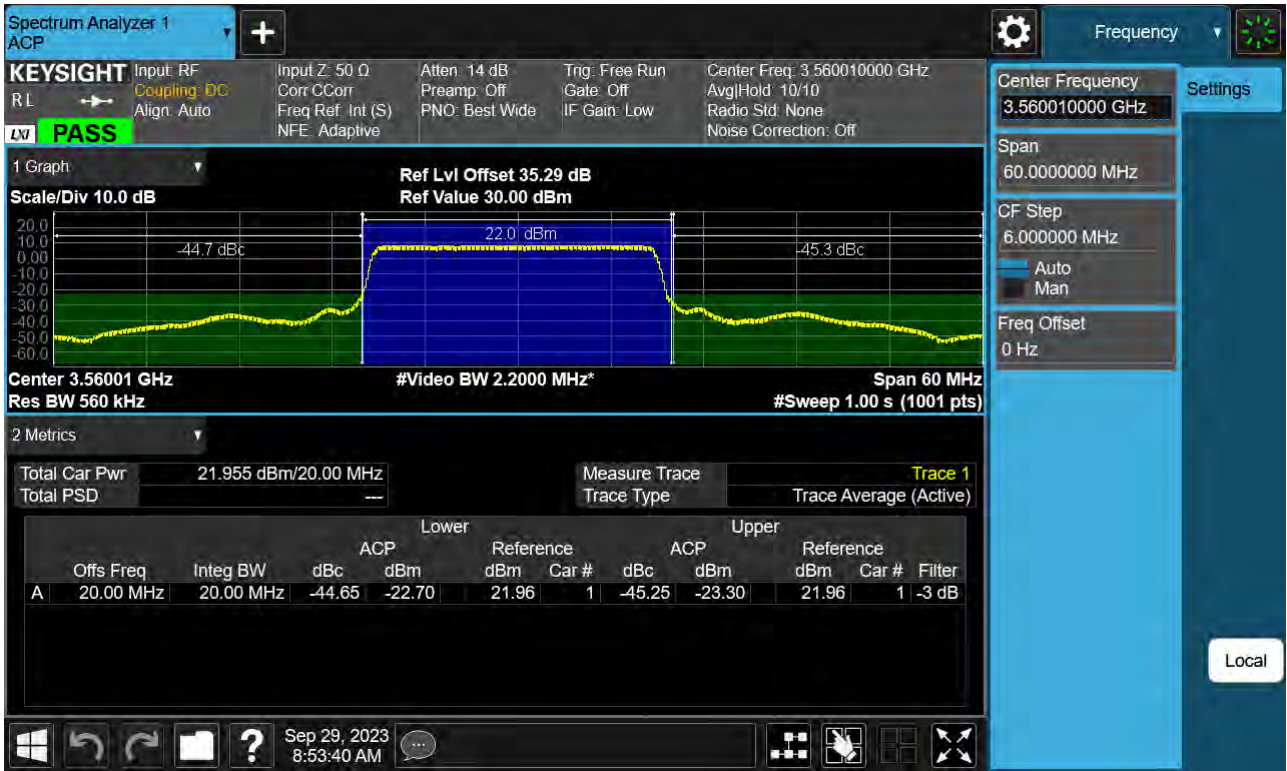 Spectrum Analyzer 1
ACP
+
Frequency
KEYSIGHT
R L
LXI
PASS
Input: RF
Coupling: DC
Align: Auto
Input Z: 50 Ω
Corr CCorr
Freq Ref: Int (S)
NFE: Adaptive
Atten: 14 dB
Preamp: Off
PNO: Best Wide
Trig: Free Run
Gate: Off
IF Gain: Low
Center Freq: 3.560010000 GHz
Avg|Hold: 10/10
Radio Std: None
Noise Correction: Off
Center Frequency
3.560010000 GHz
Settings
Span
60.0000000 MHz
CF Step
6.000000 MHz
Auto
Man
Freq Offset
0 Hz
Local
1 Graph
Scale/Div 10.0 dB
Ref Lvl Offset 35.29 dB
Ref Value 30.00 dBm
20.0
10.0
0.00
-10.0
-20.0
-30.0
-40.0
-50.0
-60.0
-44.7 dBc
22.0 dBm
-45.3 dBc
Center 3.56001 GHz #Video BW 2.2000 MHz* Span 60 MHz
Res BW 560 kHz #Sweep 1.00 s (1001 pts)
2 Metrics
Total Car Pwr 21.955 dBm/20.00 MHz Measure Trace Trace 1
Total PSD --- Trace Type Trace Average (Active)
Lower Upper
ACP Reference ACP Reference
Offs Freq Integ BW dBc dBm dBm Car # dBc dBm dBm Car # Filter
A 20.00 MHz 20.00 MHz -44.65 -22.70 21.96 1 -45.25 -23.30 21.96 1 -3 dB
?
Sep 29, 2023
8:53:40 AM